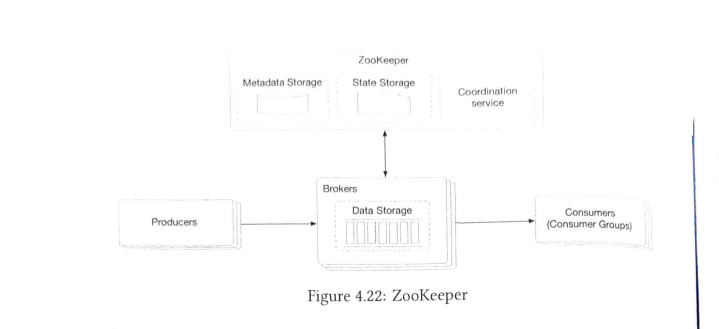 ZooKeeper
Metadata Storage
State Storage
Coordination
service
Brokers
Data Storage
Producers
Consumers
(Consumer Groups)
Figure 4.22: ZooKeeper